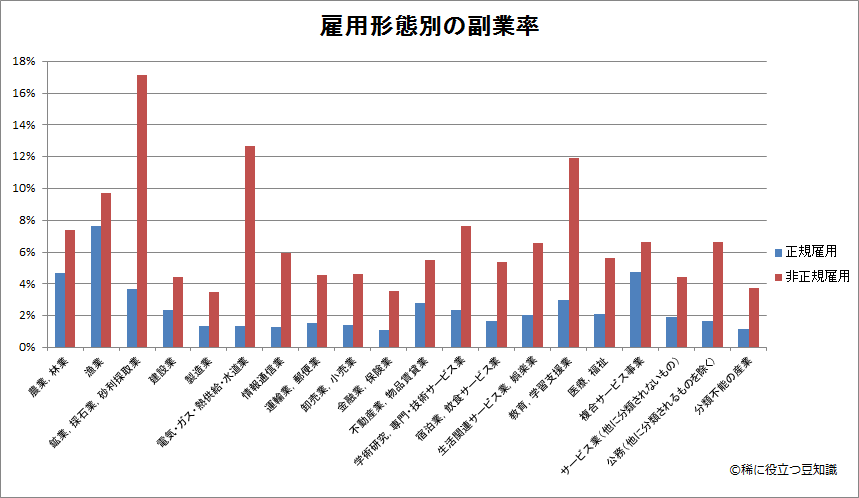 雇用形態別の副業率
18%
16%
14%
12%
10%
8%
6%
4%
2%
0%
農業, 林業
漁業
鉱業, 採石業, 砂利採取業
建設業
製造業
電気・ガス・熱供給・水道業
情報通信業
運輸業, 郵便業
卸売業, 小売業
金融業, 保険業
不動産業, 物品賃貸業
学術研究, 専門・技術サービス業
宿泊業, 飲食サービス業
生活関連サービス業, 娯楽業
教育, 学習支援業
医療, 福祉
複合サービス事業
サービス業（他に分類されないもの）
公務（他に分類されるものを除く）
分類不能の産業
正規雇用
非正規雇用
©稀に役立つ豆知識